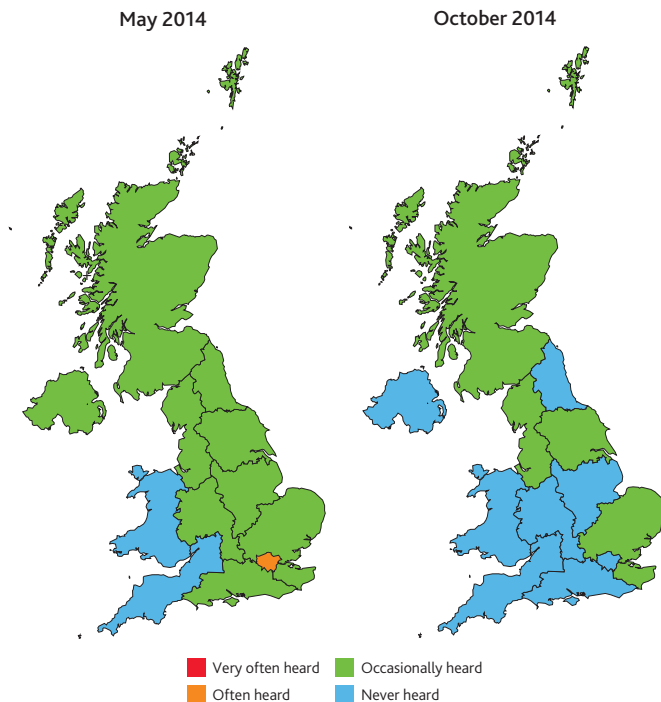 May 2014
October 2014
Very often heard
Occasionally heard
Often heard
Never heard